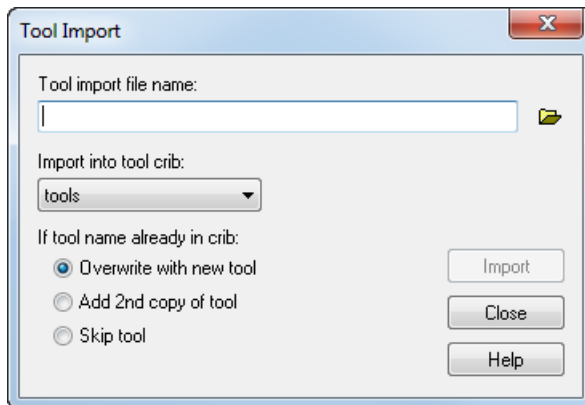 Tool Import
Tool import file name:
Import into tool crib:
tools
If tool name already in crib:
Overwrite with new tool
Add 2nd copy of tool
Skip tool
Import
Close
Help